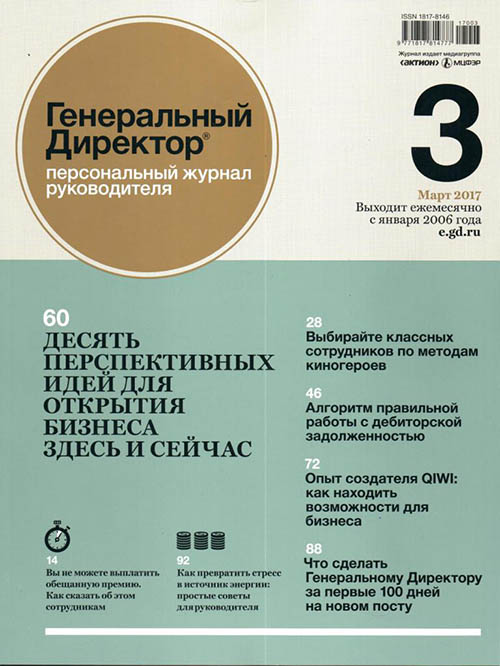 ISSN 1817-8146
17003
9 771817 814777
Журнал издает медиагруппа
‹АКТИОН› МЦФЭР
Генеральный
Директор®
персональный журнал
руководителя
3
Март 2017
Выходит ежемесячно
с января 2006 года
e.gd.ru
60
ДЕСЯТЬ
ПЕРСПЕКТИВНЫХ
ИДЕЙ ДЛЯ
ОТКРЫТИЯ
БИЗНЕСА
ЗДЕСЬ И СЕЙЧАС
28
Выбирайте классных
сотрудников по методам
киногероев
46
Алгоритм правильной
работы с дебиторской
задолженностью
72
Опыт создателя QIWI:
как находить
возможности для
бизнеса
88
Что сделать
Генеральному Директору
за первые 100 дней
на новом посту
14
Вы не можете выплатить
обещанную премию.
Как сказать об этом
сотрудникам
92
Как превратить стресс
в источник энергии:
простые советы
для руководителя